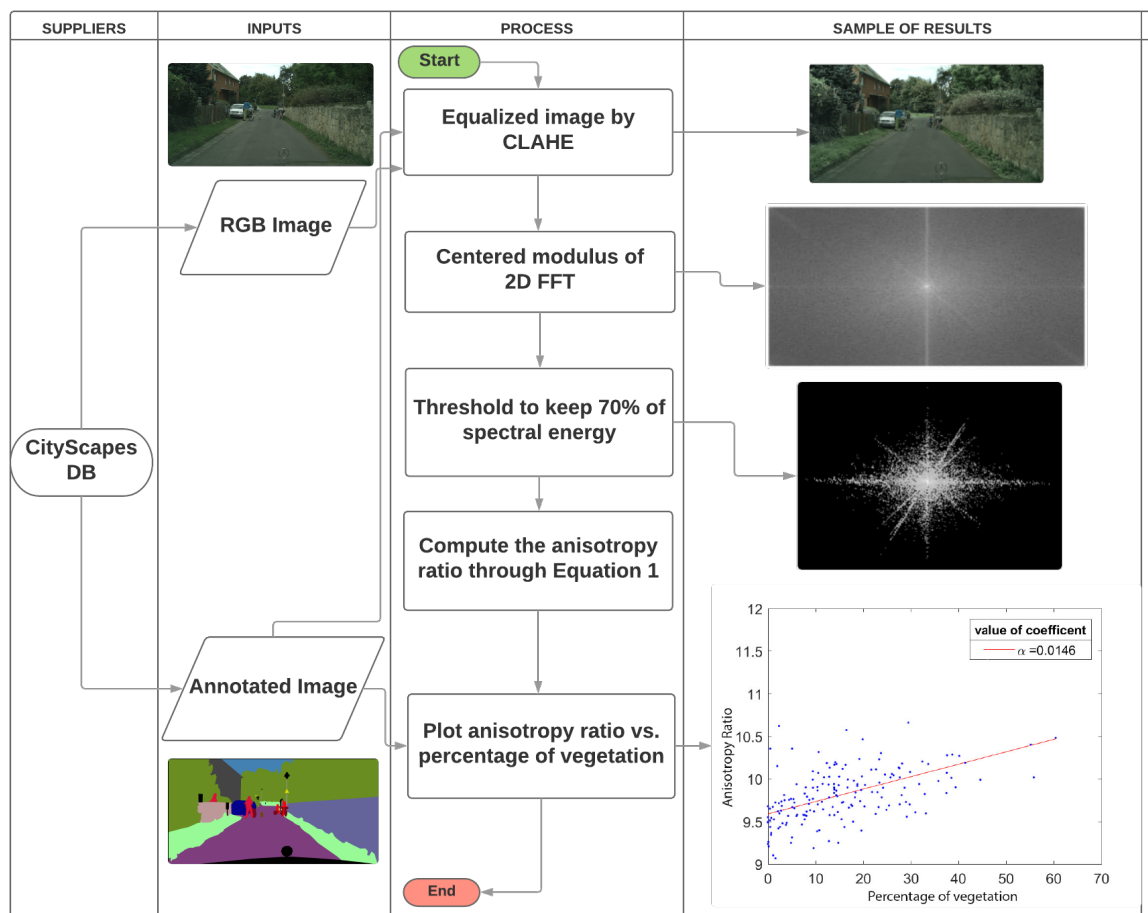 SUPPLIERS
INPUTS
PROCESS
SAMPLE OF RESULTS
Start
Equalized image by
CLAHE
RGB Image
Centered modulus of
2D FFT
Threshold to keep 70% of
spectral energy
CityScapes
DB
Compute the anisotropy
ratio through Equation 1
Annotated Image
Plot anisotropy ratio vs.
percentage of vegetation
End
12
11.5
11
10.5
10
9.5
9
Anisotropy Ratio
value of coefficent
α =0.0146
0 10 20 30 40 50 60 70
Percentage of vegetation